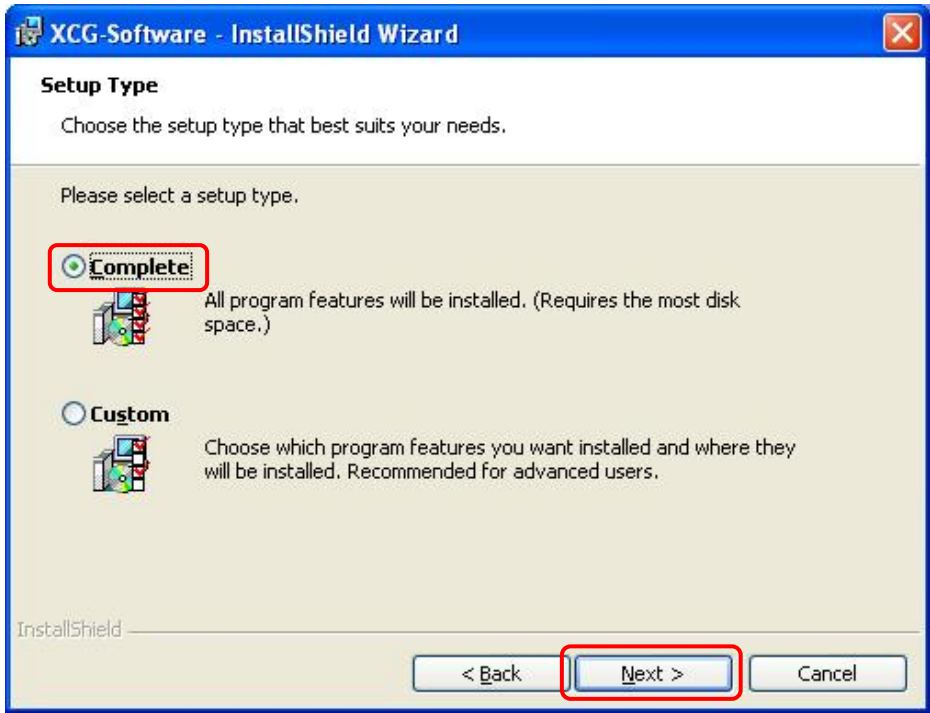 XCG-Software - InstallShield Wizard
Setup Type
Choose the setup type that best suits your needs.
Please select a setup type.
Complete
All program features will be installed. (Requires the most disk
space.)
Custom
Choose which program features you want installed and where they
will be installed. Recommended for advanced users.
InstallShield
< Back
Next >
Cancel